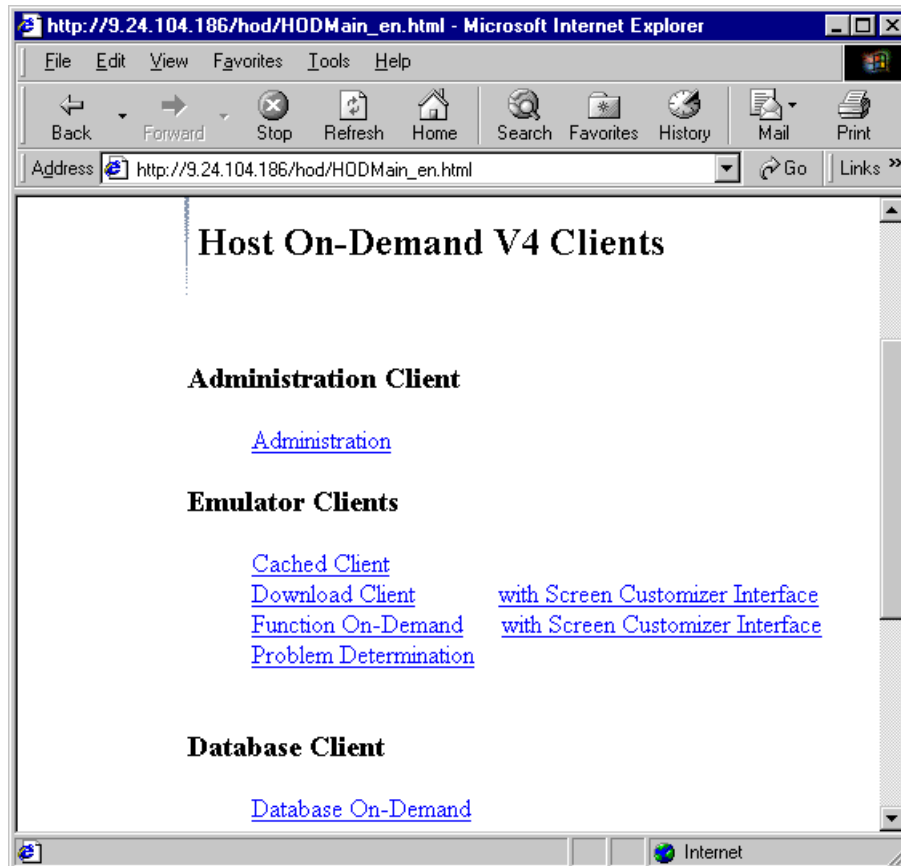 http://9.24.104.186/hod/HODMain_en.html - Microsoft Internet Explorer
File Edit View Favorites Tools Help
Back Forward Stop Refresh Home Search Favorites History Mail Print
Address http://9.24.104.186/hod/HODMain_en.html Go Links »
Host On-Demand V4 Clients
Administration Client
Administration
Emulator Clients
Cached Client
Download Client with Screen Customizer Interface
Function On-Demand with Screen Customizer Interface
Problem Determination
Database Client
Database On-Demand
Internet